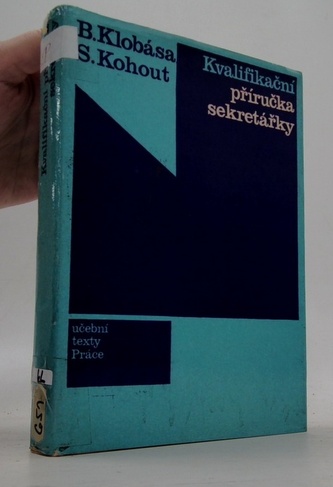 B. Klobása
S. Kohout
Kvalifikační
příručka
sekretářky
učební
texty
Práce